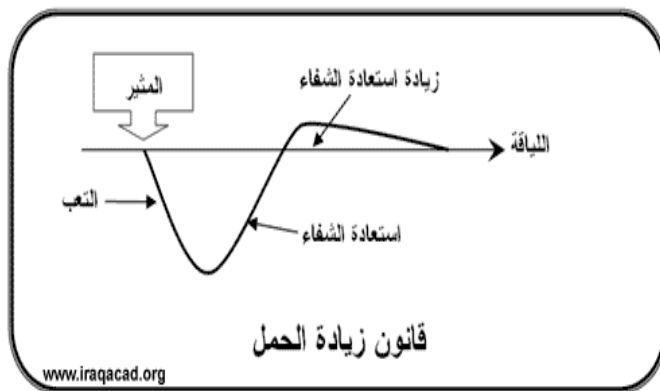 المثير
زيادة استعادة الشفاء
اللياقة
التعب
استعادة الشفاء
قانون زيادة الحمل
www.iraqacad.org